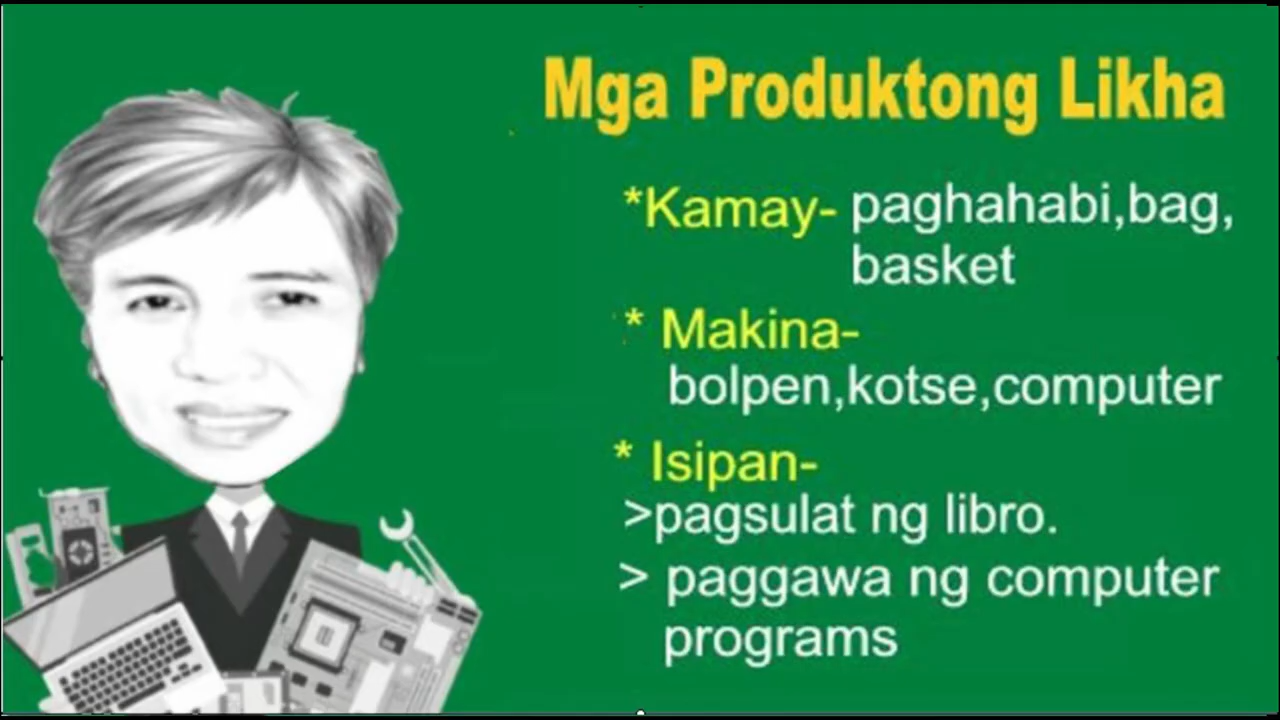 Mga Produktong Likha
*Kamay- paghahabi,bag,
basket
* Makina-
bolpen,kotse,computer
* Isipan-
>pagsulat ng libro.
> paggawa ng computer
programs